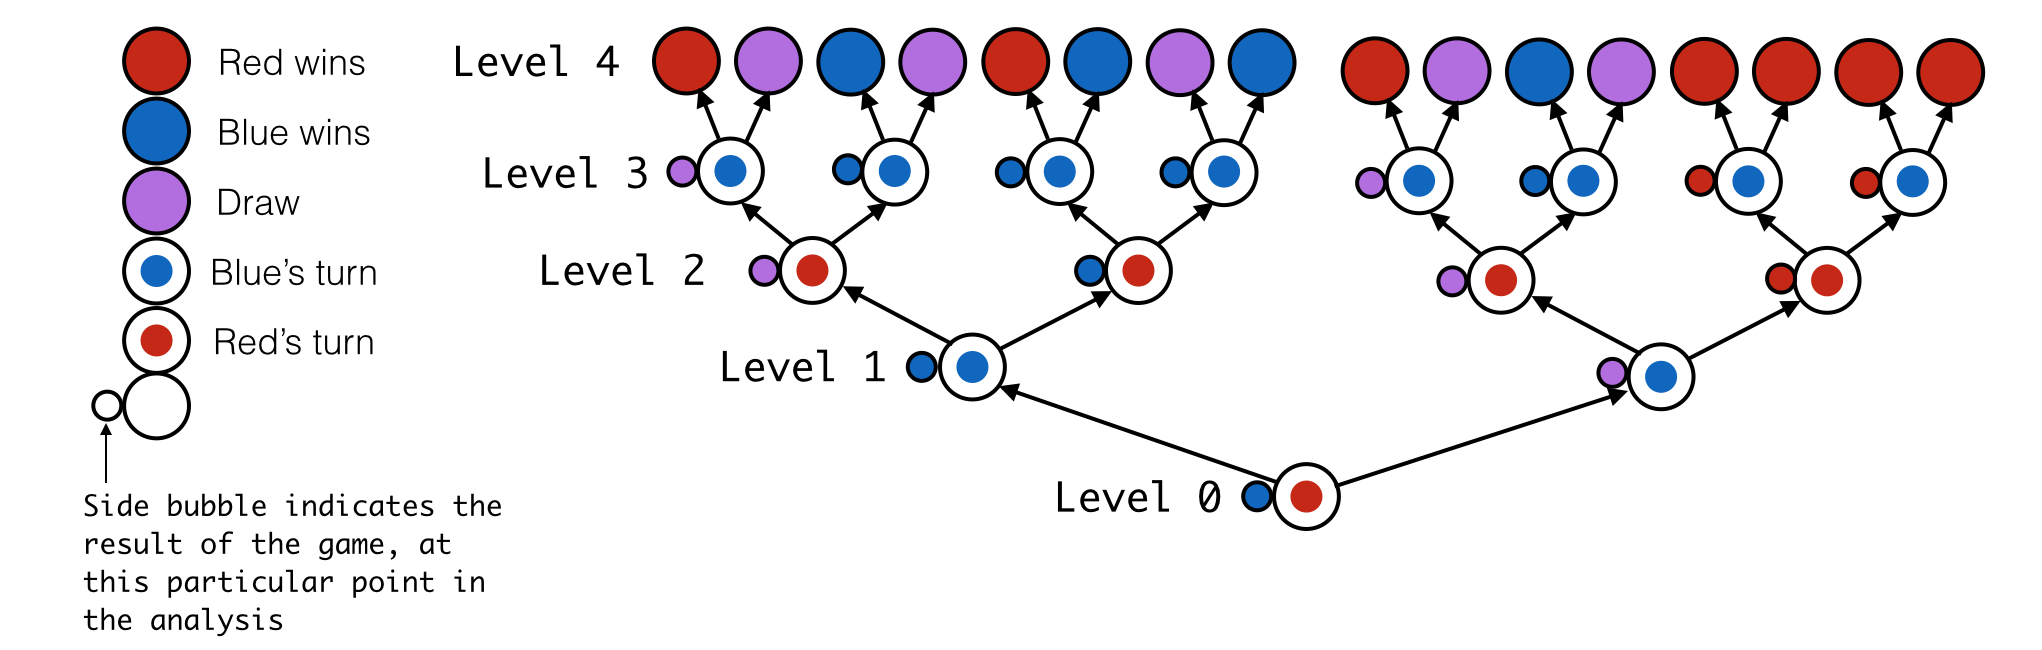 Red wins
Blue wins
Draw
Blue's turn
Red's turn
Side bubble indicates the
result of the game, at
this particular point in
the analysis
Level 4
Level 3
Level 2
Level 1
Level 0